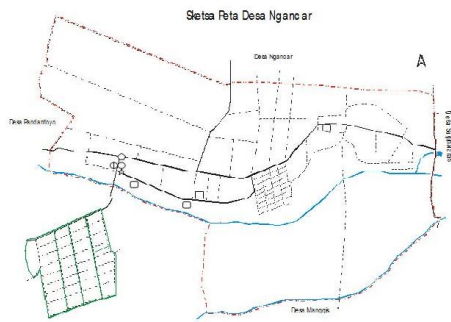 Sketsa Peta Desa Ngancar
Desa Ngancar
A
Desa Pandantoyo
Desa Manggis